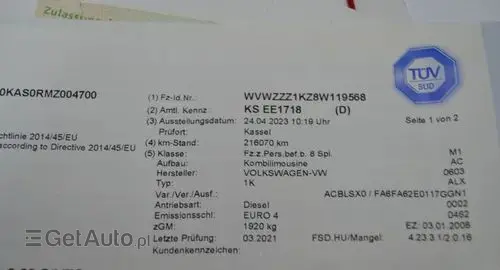 Zulassung
0KAS0RMZ004700
(1) Fz-Id.Nr.: WVWZZZ1KZ8W119568
(2) Amtl. Kennz: KS EE1718 (D)
(3) Ausstellungsdatum: 24.04.2023 10:19 Uhr Seite 1 von 2
Prüfort: Kassel
chtlinie 2014/45/EU (4) km-Stand: 216070 km
according to Directive 2014/45/EU (5) Klasse: Fz.z.Pers.bef.b. 8 Spl. M1
Aufbau: Kombilimousine AC
Hersteller: VOLKSWAGEN-VW 0603
Typ: 1K ALX
Var./Ver./Ausf.: ACBLSX0 / FA6FA62E0117GGN1
Antriebsart: Diesel 0002
Emissionsschl: EURO 4 0462
zGM: 1920 kg EZ: 03.01.2008
Letzte Prüfung: 03.2021 FSD.HU/Mangel: 4.23.3.1/2.0.16
Kundenkennzeichen:
TÜV
SÜD
GetAuto.pl